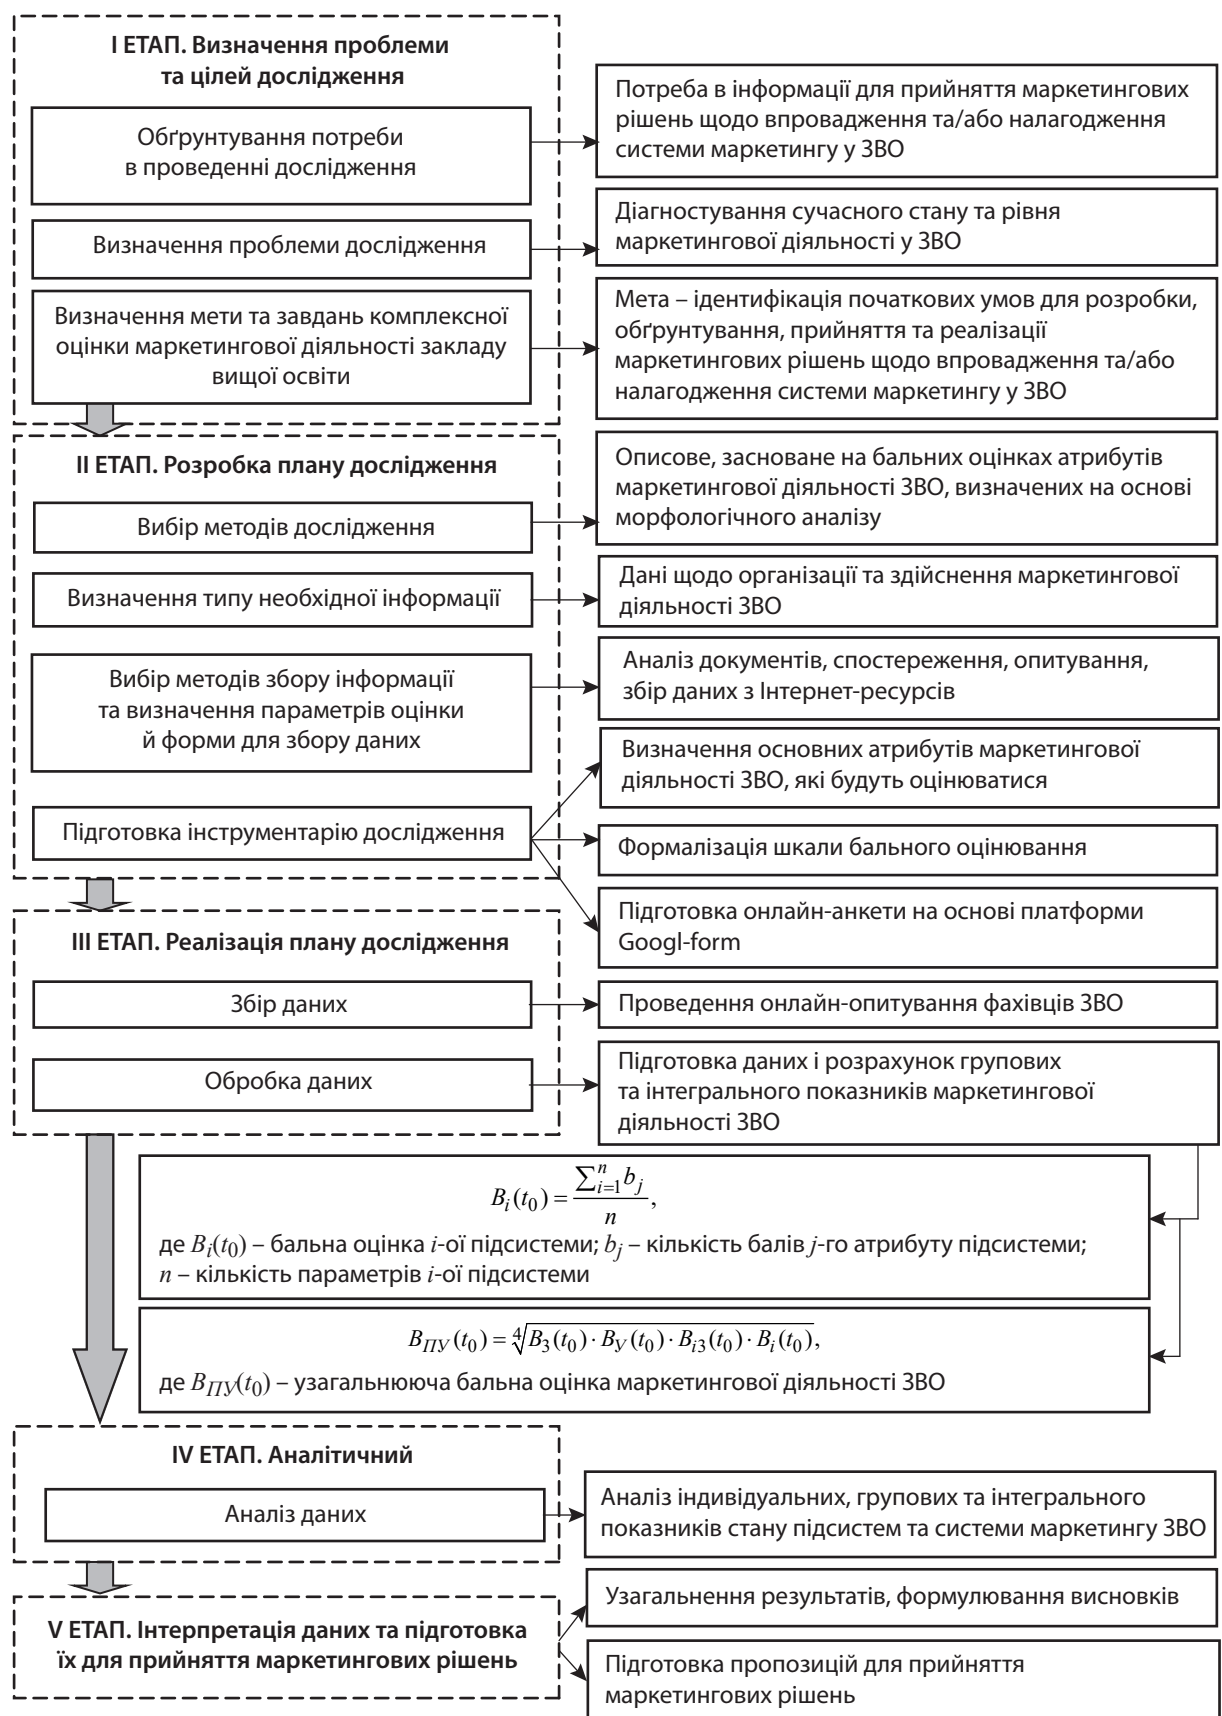 І ЕТАП. Визначення проблеми
та цілей дослідження
Обґрунтування потреби
в проведенні дослідження
Потреба в інформації для прийняття маркетингових
рішень щодо впровадження та/або налагодження
системи маркетингу у ЗВО
Визначення проблеми дослідження
Діагностування сучасного стану та рівня
маркетингової діяльності у ЗВО
Визначення мети та завдань комплексної
оцінки маркетингової діяльності закладу
вищої освіти
Мета – ідентифікація початкових умов для розробки,
обґрунтування, прийняття та реалізації
маркетингових рішень щодо впровадження та/або
налагодження системи маркетингу у ЗВО
ІІ ЕТАП. Розробка плану дослідження
Вибір методів дослідження
Описове, засноване на бальних оцінках атрибутів
маркетингової діяльності ЗВО, визначених на основі
морфологічного аналізу
Визначення типу необхідної інформації
Дані щодо організації та здійснення маркетингової
діяльності ЗВО
Вибір методів збору інформації
та визначення параметрів оцінки
й форми для збору даних
Аналіз документів, спостереження, опитування,
збір даних з Інтернет-ресурсів
Підготовка інструментарію дослідження
Визначення основних атрибутів маркетингової
діяльності ЗВО, які будуть оцінюватися
Формалізація шкали бального оцінювання
Підготовка онлайн-анкети на основі платформи
Googl-form
ІІІ ЕТАП. Реалізація плану дослідження
Збір даних
Проведення онлайн-опитування фахівців ЗВО
Обробка даних
Підготовка даних і розрахунок групових
та інтегрального показників маркетингової
діяльності ЗВО
B_i(t_0) = \frac{\sum_{i=1}^{n} b_j}{n},
де B_i(t_0) – бальна оцінка i-ої підсистеми; b_j – кількість балів j-го атрибуту підсистеми;
n – кількість параметрів i-ої підсистеми
B_{ПУ}(t_0) = \sqrt[4]{B_3(t_0) · B_У(t_0) · B_{i3}(t_0) · B_i(t_0)},
де B_{ПУ}(t_0) – узагальнююча бальна оцінка маркетингової діяльності ЗВО
IV ЕТАП. Аналітичний
Аналіз даних
Аналіз індивідуальних, групових та інтегрального
показників стану підсистем та системи маркетингу ЗВО
V ЕТАП. Інтерпретація даних та підготовка
їх для прийняття маркетингових рішень
Узагальнення результатів, формулювання висновків
Підготовка пропозицій для прийняття
маркетингових рішень